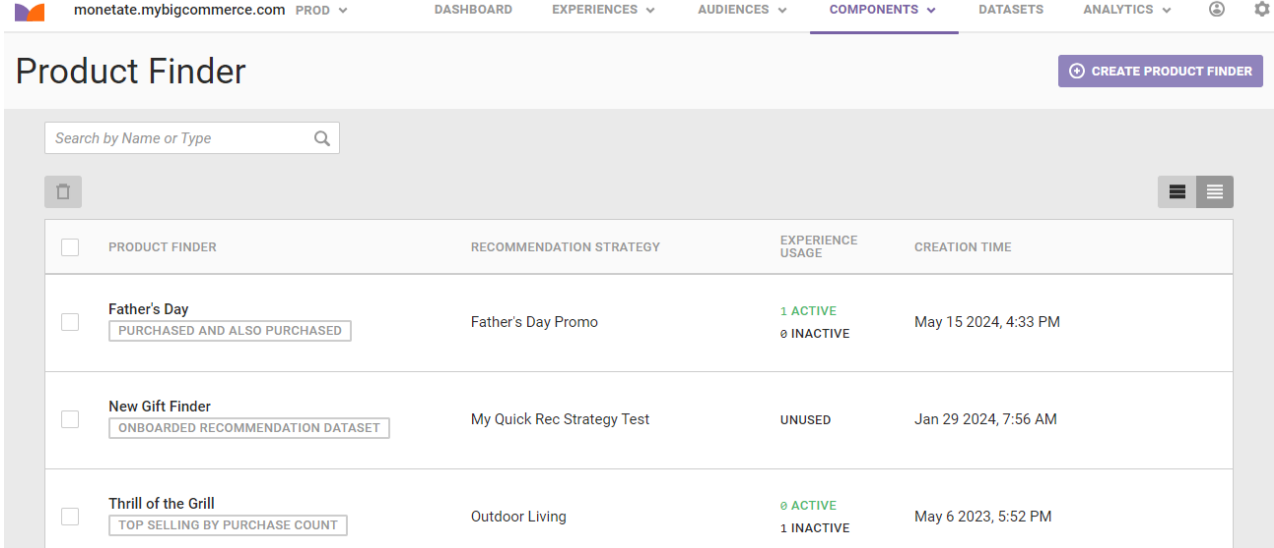 monetate.mybigcommerce.com PROD DASHBOARD EXPERIENCES AUDIENCES COMPONENTS DATASETS ANALYTICS
Product Finder
CREATE PRODUCT FINDER
Search by Name or Type
PRODUCT FINDER RECOMMENDATION STRATEGY EXPERIENCE USAGE CREATION TIME
Father's Day
PURCHASED AND ALSO PURCHASED
Father's Day Promo
1 ACTIVE
0 INACTIVE
May 15 2024, 4:33 PM
New Gift Finder
ONBOARDED RECOMMENDATION DATASET
My Quick Rec Strategy Test
UNUSED
Jan 29 2024, 7:56 AM
Thrill of the Grill
TOP SELLING BY PURCHASE COUNT
Outdoor Living
0 ACTIVE
1 INACTIVE
May 6 2023, 5:52 PM